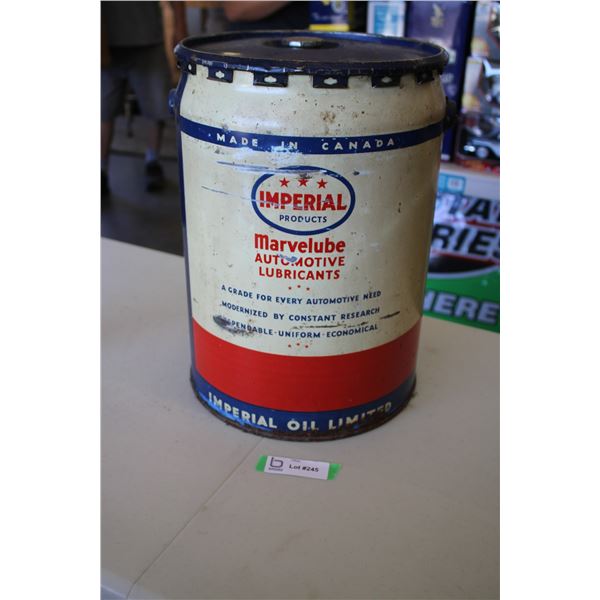 MADE IN CANADA
IMPERIAL
PRODUCTS
Marvelube
AUTOMOTIVE
LUBRICANTS
A GRADE FOR EVERY AUTOMOTIVE NEED
MODERNIZED BY CONSTANT RESEARCH
DEPENDABLE-UNIFORM-ECONOMICAL
IMPERIAL OIL LIMITED
Lot #245
HERE